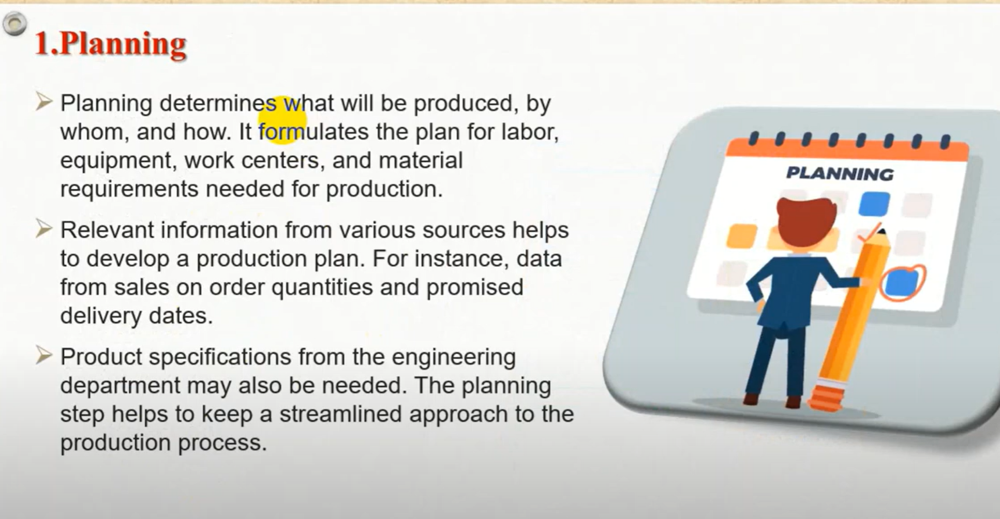 1.Planning
Planning determines what will be produced, by
whom, and how. It formulates the plan for labor,
equipment, work centers, and material
requirements needed for production.
Relevant information from various sources helps
to develop a production plan. For instance, data
from sales on order quantities and promised
delivery dates.
Product specifications from the engineering
department may also be needed. The planning
step helps to keep a streamlined approach to the
production process.
PLANNING